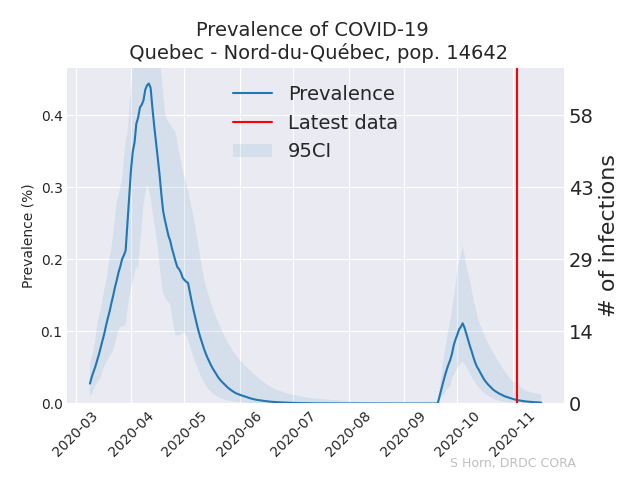 Prevalence of COVID-19
Quebec - Nord-du-Québec, pop. 14642
Prevalence
Latest data
95CI
Prevalence (%)
0.4
0.3
0.2
0.1
0.0
58
43
29
14
0
# of infections
2020-03
2020-04
2020-05
2020-06
2020-07
2020-08
2020-09
2020-10
2020-11
S Horn, DRDC CORA